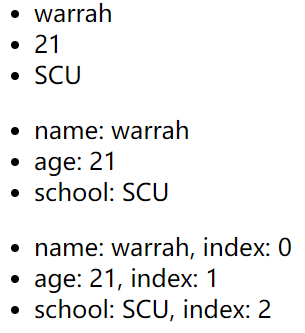 warrah
21
SCU
name: warrah
age: 21
school: SCU
name: warrah, index: 0
age: 21, index: 1
school: SCU, index: 2